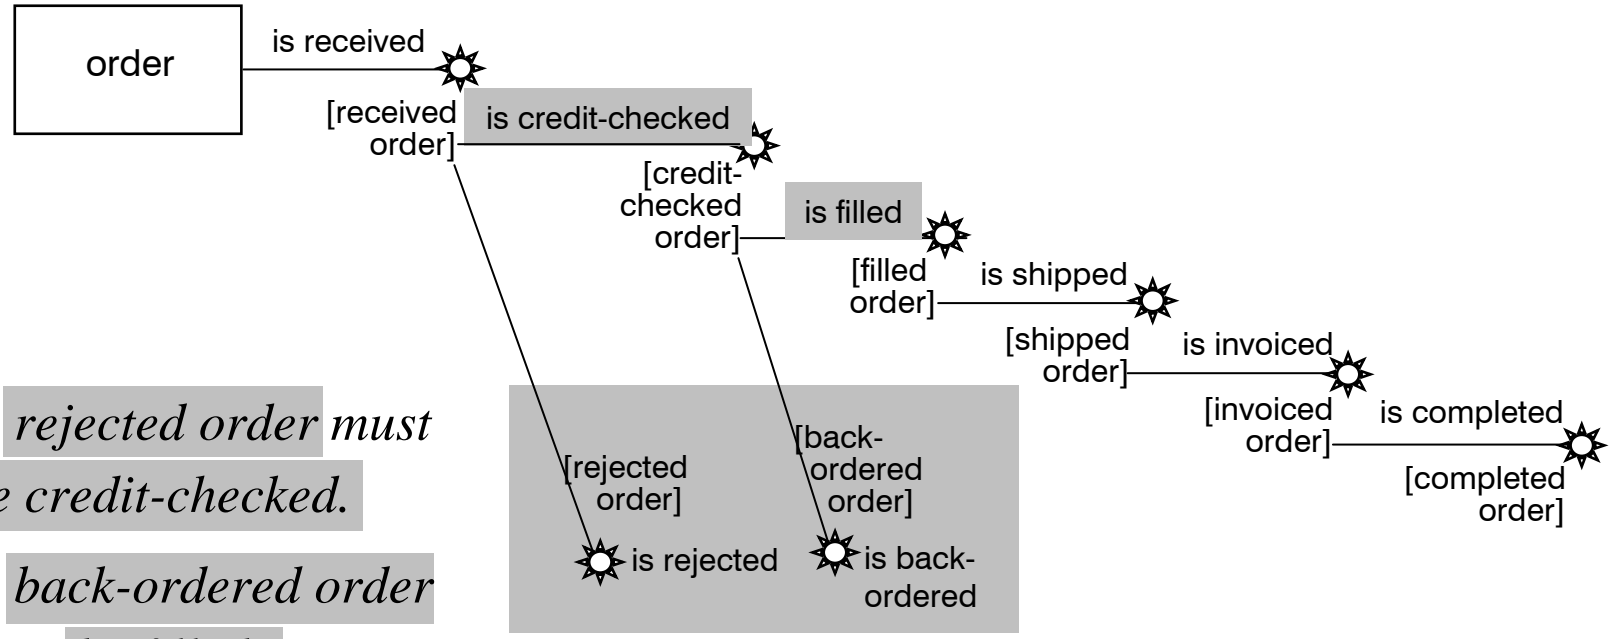 order
is received
[received
order]
is credit-checked
[credit-
checked
order]
is filled
[filled
order]
is shipped
[shipped
order]
is invoiced
[invoiced
order]
is completed
[completed
order]
rejected order must
credit-checked.
back-ordered order
[rejected
order]
is rejected
[back-
ordered
order]
is back-
ordered